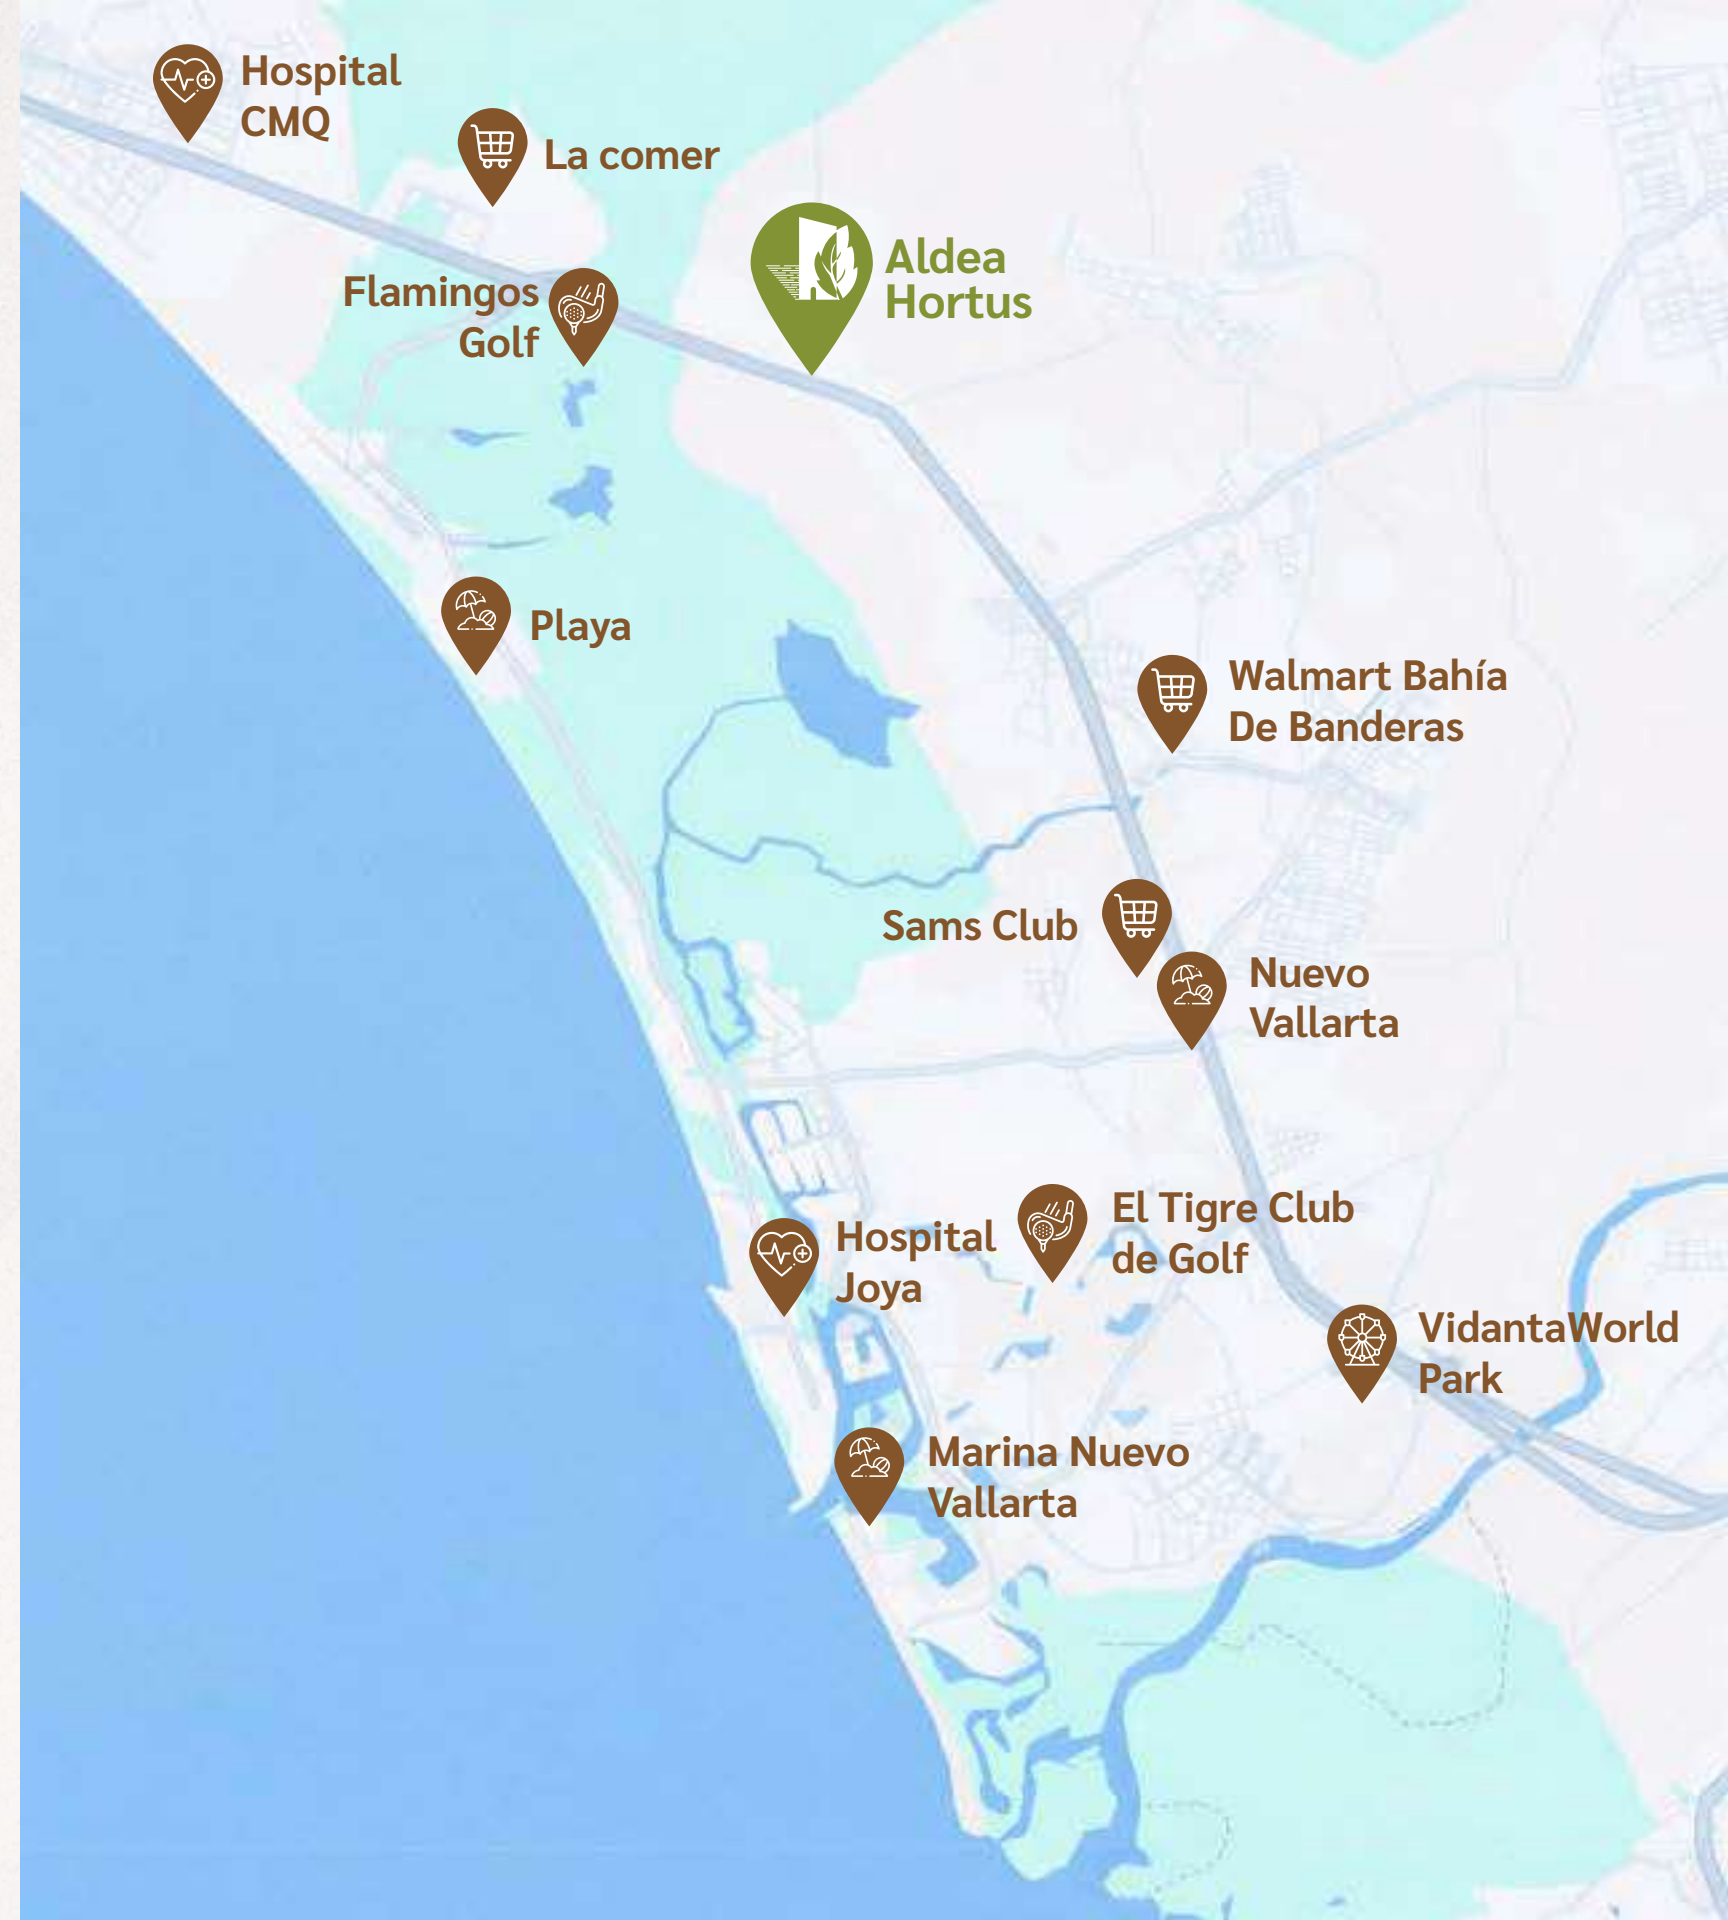 Hospital
CMQ
La comer
Aldea
Hortus
Flamingos
Golf
Playa
Walmart Bahía
De Banderas
Sams Club
Nuevo
Vallarta
El Tigre Club
de Golf
Hospital
Joya
VidantaWorld
Park
Marina Nuevo
Vallarta